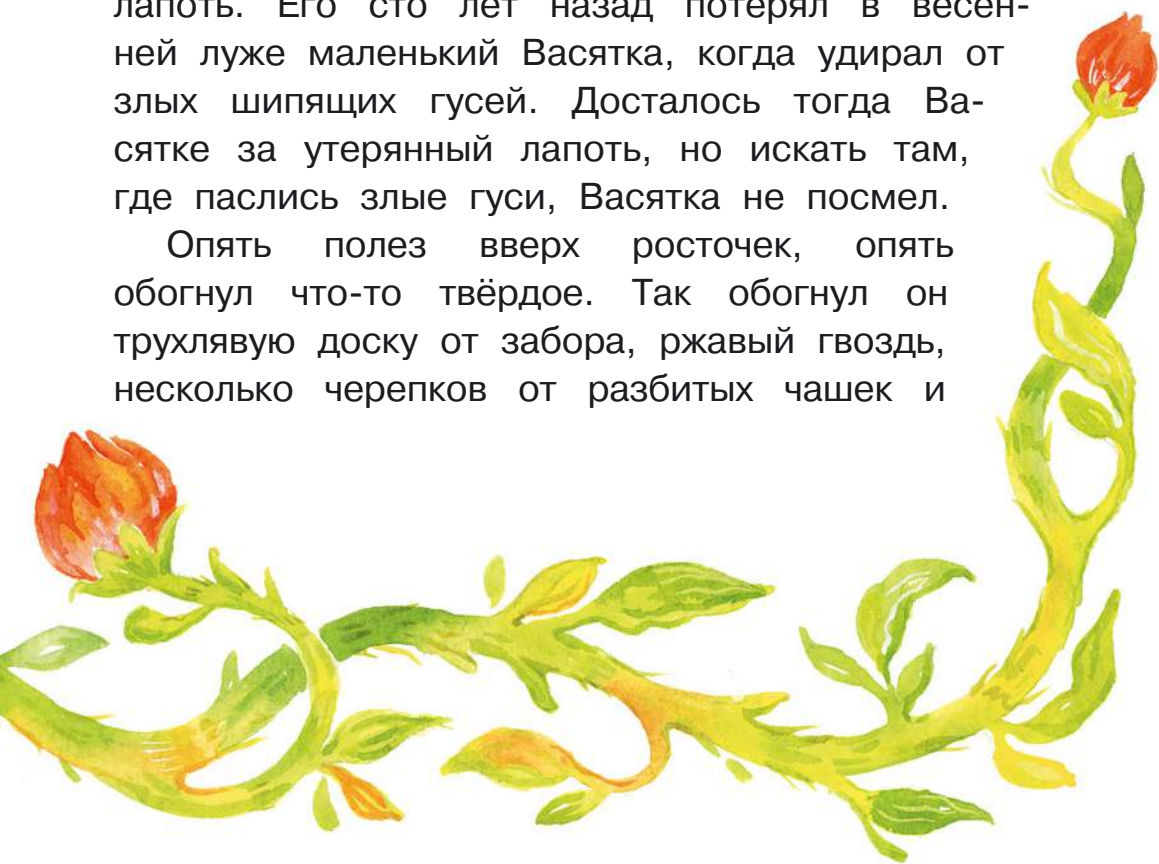 лапоть. Его сто лет назад потерял в весен-
ней луже маленький Васятка, когда удирал от
злых шипящих гусей. Досталось тогда Ва-
сятке за утерянный лапоть, но искать там,
где паслись злые гуси, Васятка не посмел.
Опять полез вверх росточек, опять
обогнул что-то твёрдое. Так обогнул он
трухлявую доску от забора, ржавый гвоздь,
несколько черепков от разбитых чашек и